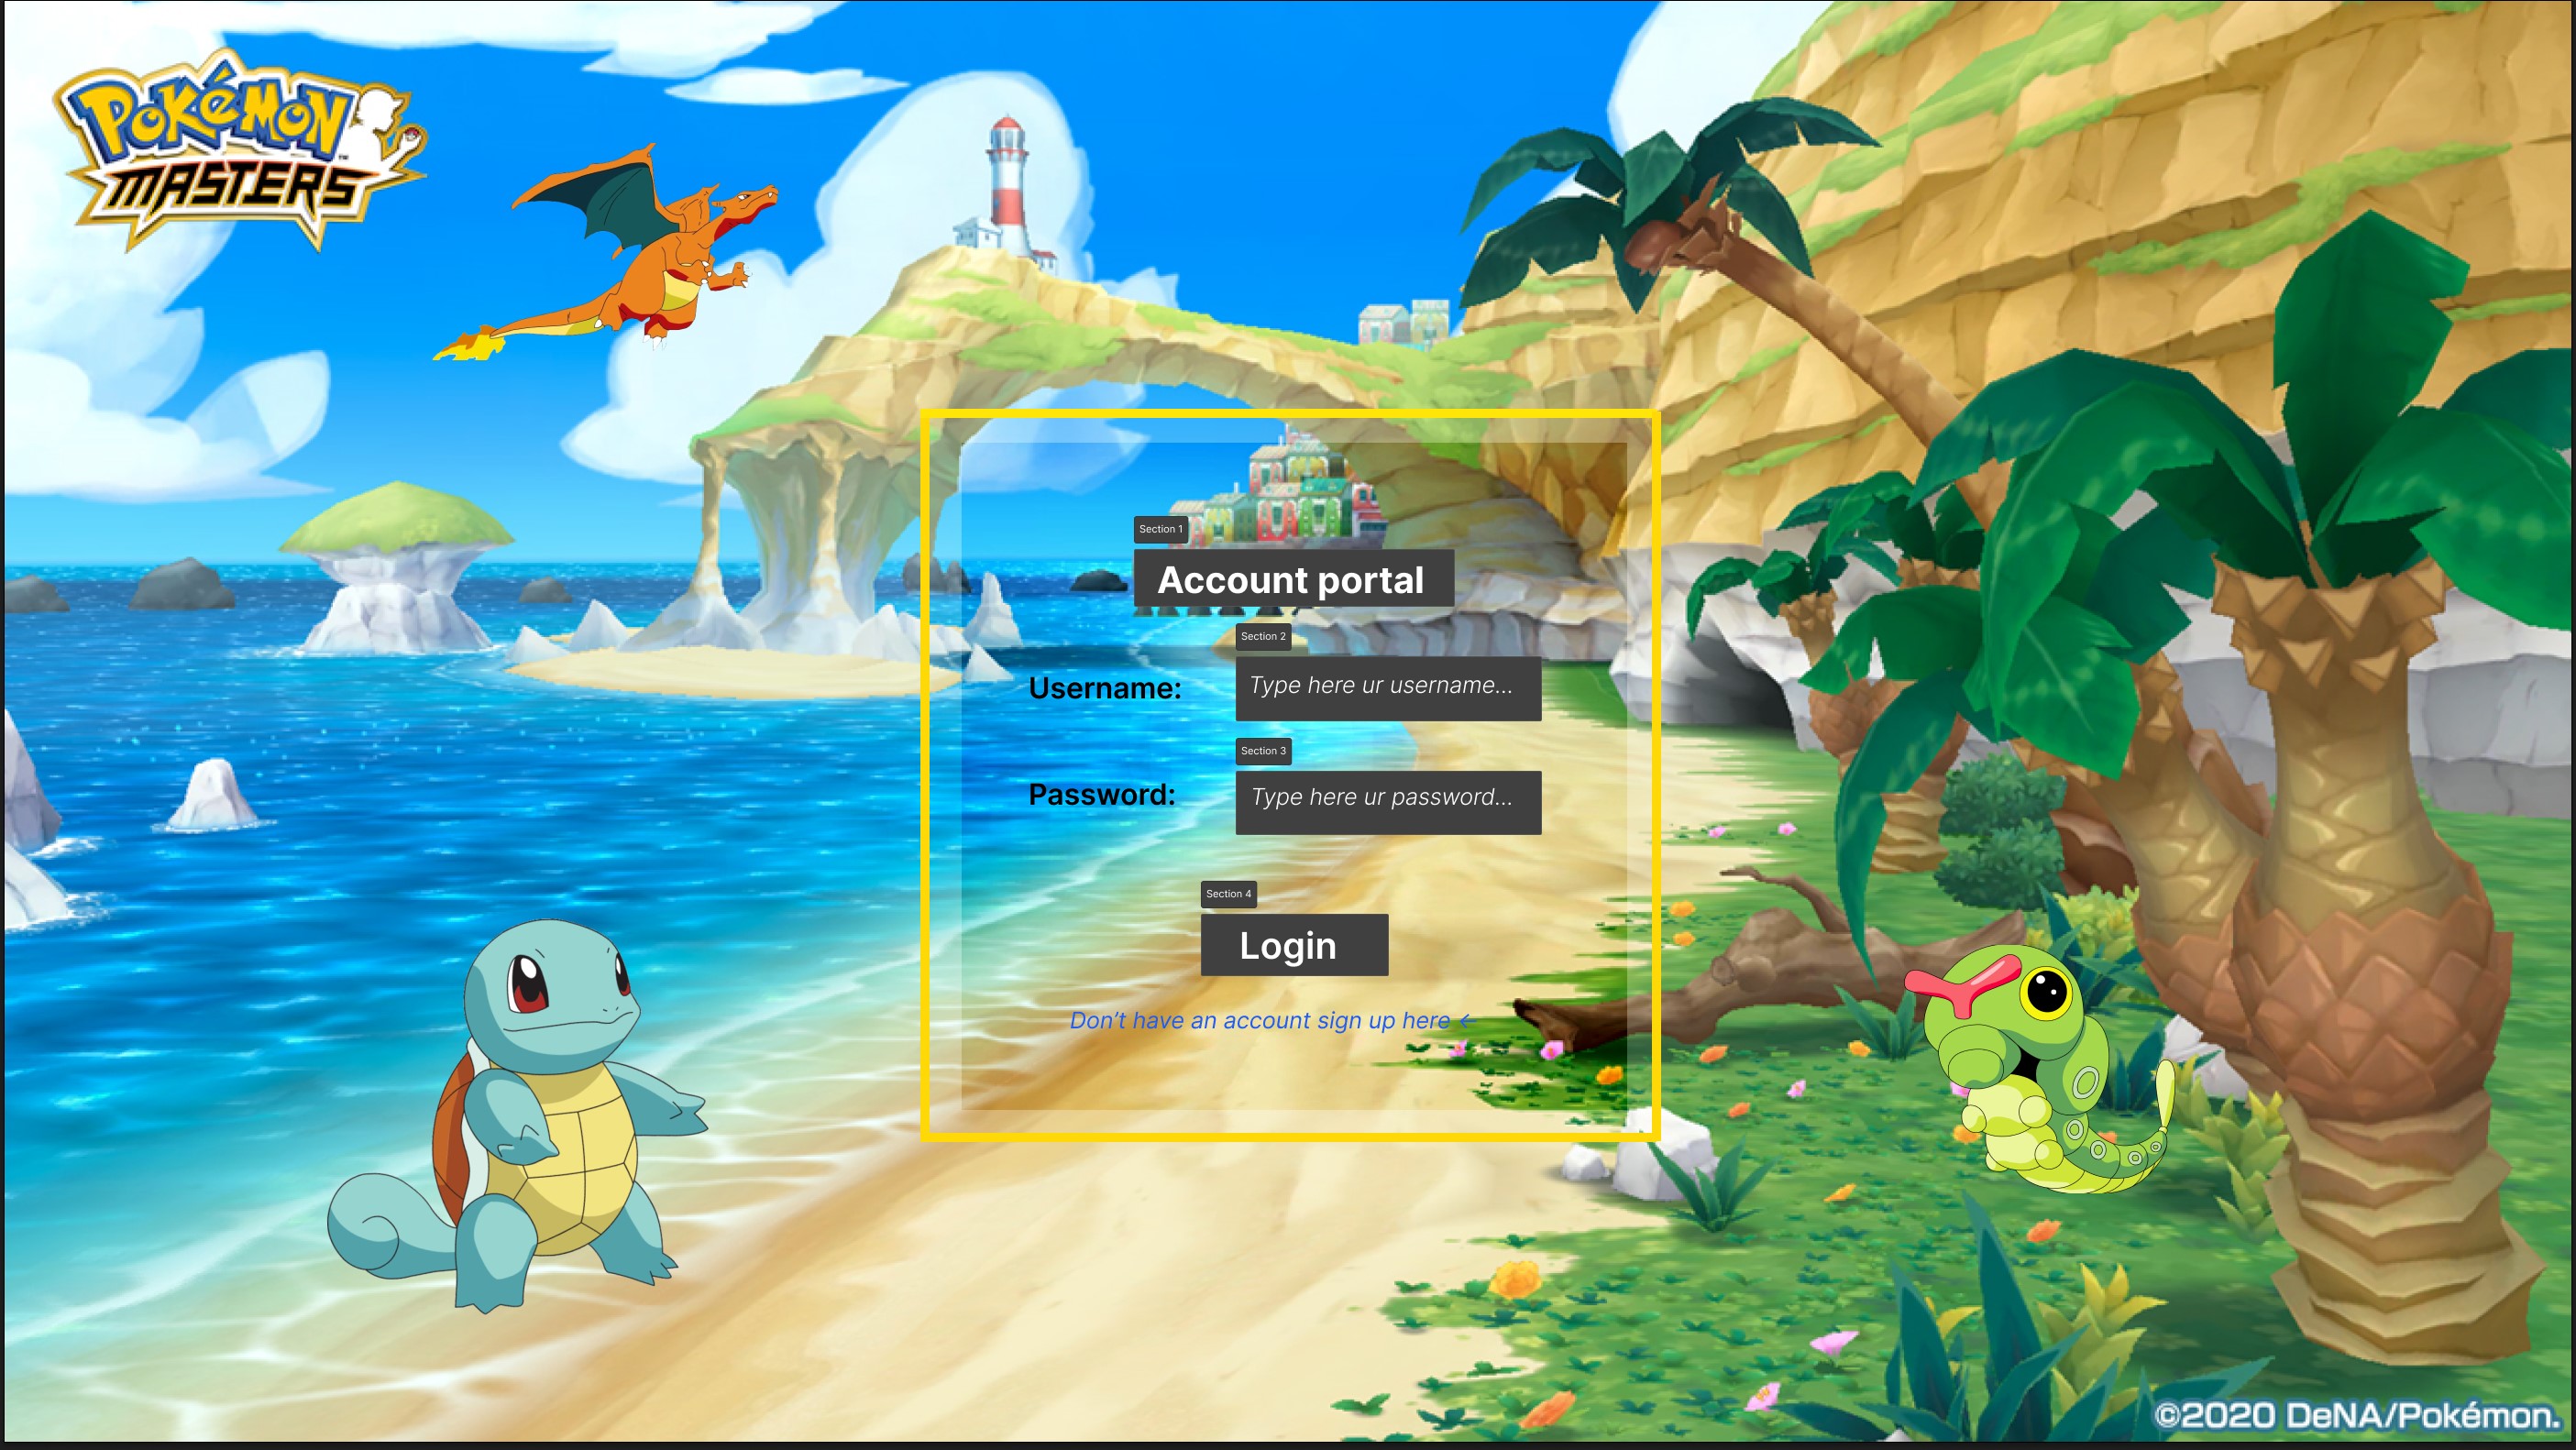 POKéMON
™
MASTERS
Section 1
Account portal
Section 2
Username: Type here ur username...
Section 3
Password: Type here ur password...
Section 4
Login
Don't have an account sign up here ←
©2020 DeNA/Pokémon.